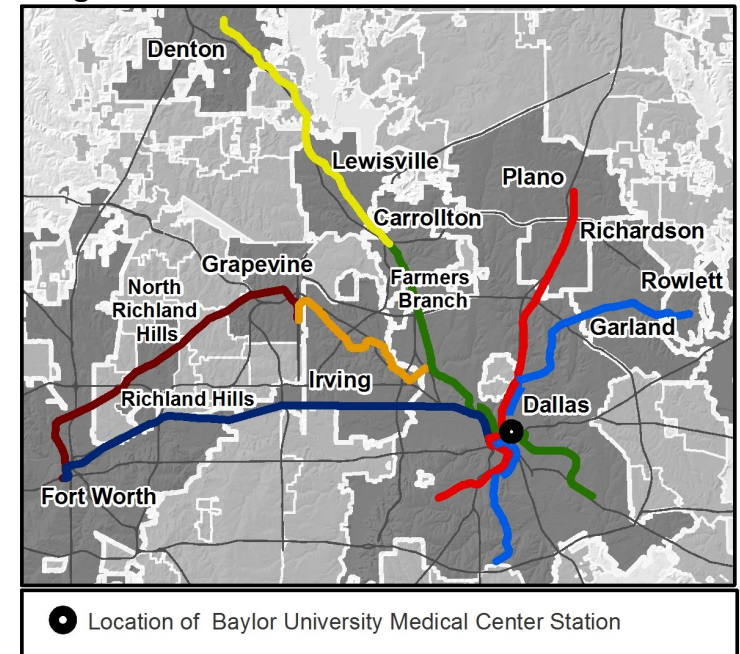 Denton
Lewisville
Plano
Carrollton
Richardson
Grapevine
Farmers
Branch
Rowlett
North
Richland
Hills
Garland
Irving
Richland Hills
Dallas
Fort Worth
Location of Baylor University Medical Center Station